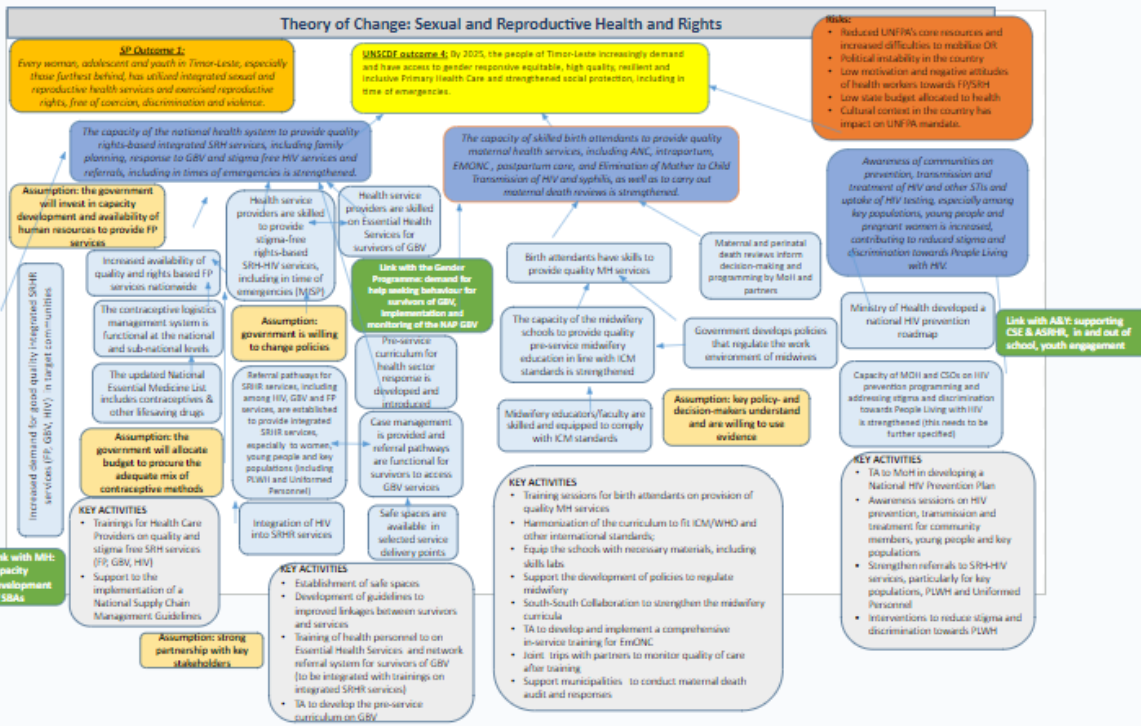 Theory of Change: Sexual and Reproductive Health and Rights
SP Outcome 1:
Every woman, adolescent and youth in Timor-Leste, especially
those furthest behind, has utilized integrated sexual and
reproductive health services and exercised reproductive
rights, free of coercion, discrimination and violence.
UNSCDF outcome 4: By 2025, the people of Timor-Leste increasingly demand
and have access to gender responsive equitable, high quality, resilient and
inclusive Primary Health Care and strengthened social protection, including in
time of emergencies.
Risks:
• Reduced UNFPA's core resources and
increased difficulties to mobilize OR
• Political instability in the country
• Low motivation and negative attitudes
of health workers towards FP/SRH
• Low state budget allocated to health
• Cultural context in the country has
impact on UNFPA mandate.
The capacity of the national health system to provide quality
rights-based integrated SRH services, including family
planning, response to GBV and stigma free HIV services and
referrals, including in times of emergencies is strengthened.
The capacity of skilled birth attendants to provide quality
maternal health services, including ANC, intrapartum,
EMONC , postpartum care, and Elimination of Mother to Child
Transmission of HIV and syphilis, as well as to carry out
maternal death reviews is strengthened.
Awareness of communities on
prevention, transmission and
treatment of HIV and other STIs and
uptake of HIV testing, especially among
key populations, young people and
pregnant women is increased,
contributing to reduced stigma and
discrimination towards People Living
with HIV.
Assumption: the government
will invest in capacity
development and availability of
human resources to provide FP
services
Increased demand for good quality integrated SRHR
services (FP, GBV, HIV) in target communities
Increased availability of
quality and rights based FP
services nationwide
The contraceptive logistics
management system is
functional at the national
and sub-national levels
The updated National
Essential Medicine List
includes contraceptives &
other lifesaving drugs
Assumption: the
government will allocate
budget to procure the
adequate mix of
contraceptive methods
KEY ACTIVITIES
• Trainings for Health Care
Providers on quality and
stigma free SRH services
(FP, GBV, HIV)
• Support to the
implementation of a
National Supply Chain
Management Guidelines
nk with MH:
pacity
velopment
SBAs
Assumption: strong
partnership with key
stakeholders
Health service
providers are skilled
to provide
stigma-free
rights-based
SRH-HIV services,
including in time of
emergencies (MISP)
Health service
providers are skilled
on Essential Health
Services for
survivors of GBV
Link with the Gender
Programme: demand for
help seeking behaviour for
survivors of GBV,
implementation and
monitoring of the NAP GBV
Assumption:
government is willing
to change policies
Pre-service
curriculum for
health sector
response is
developed and
introduced
Referral pathways for
SRHR services, including
among HIV, GBV and FP
services, are established
to provide integrated
SRHR services,
especially to women,
young people and key
populations (including
PLWH and Uniformed
Personnel)
Case management
is provided and
referral pathways
are functional for
survivors to access
GBV services
Integration of HIV
into SRHR services
Safe spaces are
available in
selected service
delivery points
KEY ACTIVITIES
• Establishment of safe spaces
• Development of guidelines to
improved linkages between survivors
and services
• Training of health personnel to on
Essential Health Services and network
referral system for survivors of GBV
(to be integrated with trainings on
integrated SRHR services)
• TA to develop the pre-service
curriculum on GBV
Birth attendants have skills to
provide quality MH services
Maternal and perinatal
death reviews inform
decision-making and
programming by MoH and
partners
The capacity of the midwifery
schools to provide quality
pre-service midwifery
education in line with ICM
standards is strengthened
Government develops policies
that regulate the work
environment of midwives
Midwifery educators/faculty are
skilled and equipped to comply
with ICM standards
Assumption: key policy- and
decision-makers understand
and are willing to use
evidence
KEY ACTIVITIES
• Training sessions for birth attendants on provision of
quality MH services
• Harmonization of the curriculum to fit ICM/WHO and
other international standards;
• Equip the schools with necessary materials, including
skills labs
• Support the development of policies to regulate
midwifery
• South-South Collaboration to strengthen the midwifery
curricula
• TA to develop and implement a comprehensive
in-service training for EmONC
• Joint trips with partners to monitor quality of care
after training
• Support municipalities to conduct maternal death
audit and responses
Ministry of Health developed a
national HIV prevention
roadmap
Link with A&Y: supporting
CSE & ASRHR, in end out of
school, youth engagement
Capacity of MOH and CSOs on HIV
prevention programming and
addressing stigma and discrimination
towards People Living with HIV
is strengthened (this needs to be
further specified)
KEY ACTIVITIES
• TA to MoH in developing a
National HIV Prevention Plan
• Awareness sessions on HIV
prevention, transmission and
treatment for community
members, young people and key
populations
• Strengthen referrals to SRH-HIV
services, particularly for key
populations, PLWH and Uniformed
Personnel
• Interventions to reduce stigma and
discrimination towards PLWH